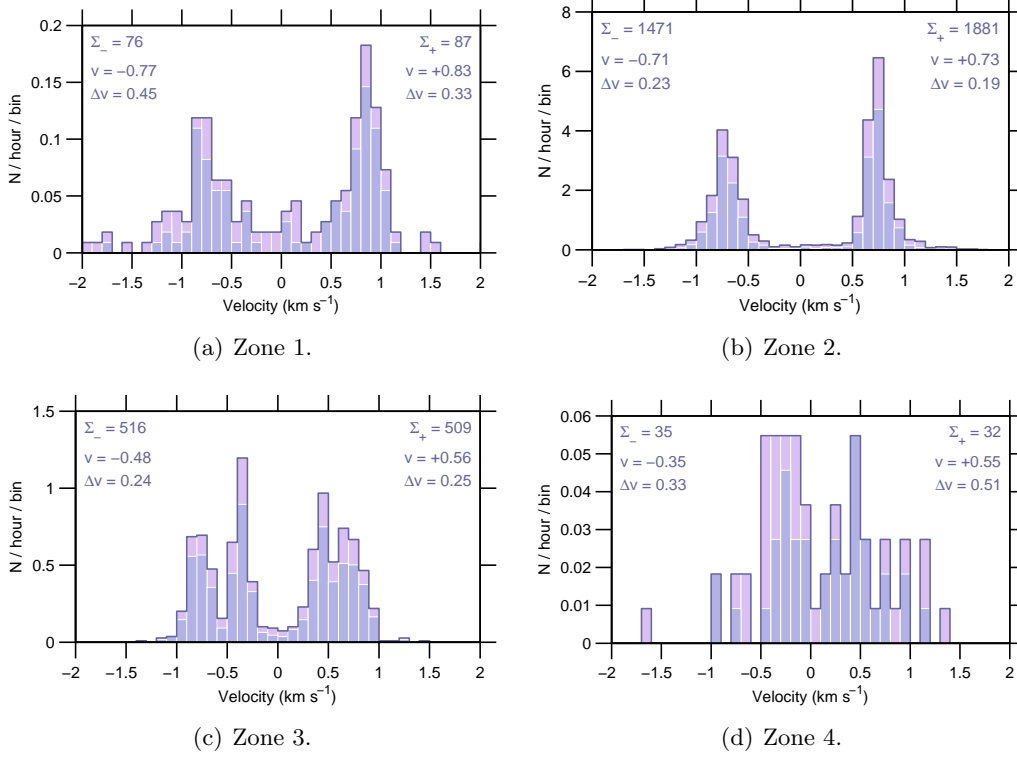 0.2
0.15
0.1
0.05
0
N / hour / bin
Σ− = 76
v = −0.77
Δv = 0.45
Σ+ = 87
v = +0.83
Δv = 0.33
−2 −1.5 −1 −0.5 0 0.5 1 1.5 2
Velocity (km s−1)
(a) Zone 1.
8
6
4
2
0
N / hour / bin
Σ− = 1471
v = −0.71
Δv = 0.23
Σ+ = 1881
v = +0.73
Δv = 0.19
−2 −1.5 −1 −0.5 0 0.5 1 1.5 2
Velocity (km s−1)
(b) Zone 2.
1.5
1
0.5
0
N / hour / bin
Σ− = 516
v = −0.48
Δv = 0.24
Σ+ = 509
v = +0.56
Δv = 0.25
−2 −1.5 −1 −0.5 0 0.5 1 1.5 2
Velocity (km s−1)
(c) Zone 3.
0.06
0.05
0.04
0.03
0.02
0.01
0
N / hour / bin
Σ− = 35
v = −0.35
Δv = 0.33
Σ+ = 32
v = +0.55
Δv = 0.51
−2 −1.5 −1 −0.5 0 0.5 1 1.5 2
Velocity (km s−1)
(d) Zone 4.